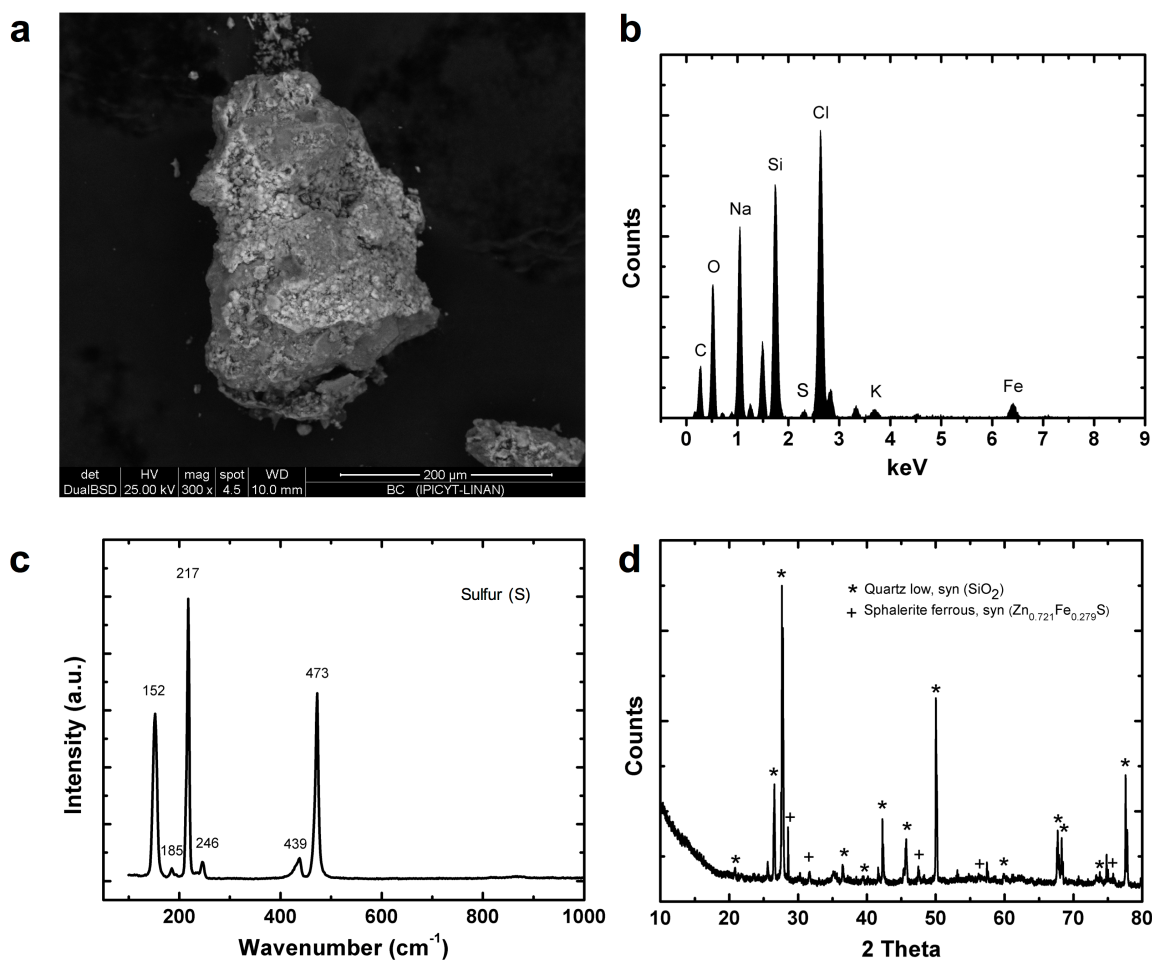 a
det HV mag spot WD 200 µm
DualBSD 25.00 kV 300 x 4.5 10.0 mm BC (IPICYT-LINAN)
b
Counts
C O Na Si S Cl K Fe
0 1 2 3 4 5 6 7 8 9
keV
c
Intensity (a.u.)
Sulfur (S)
152 185 217 246 439 473
200 400 600 800 1000
Wavenumber (cm⁻¹)
d
Counts
* Quartz low, syn (SiO₂)
+ Sphalerite ferrous, syn (Zn₀.₇₂₁Fe₀.₂₇₉S)
10 20 30 40 50 60 70 80
2 Theta